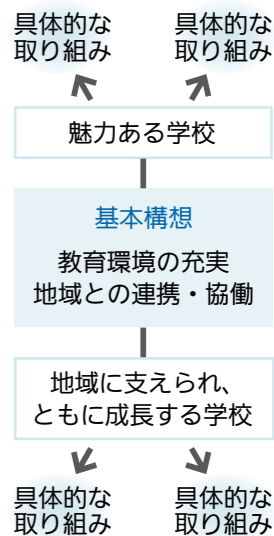 具体的な
取り組み
具体的な
取り組み
魅力ある学校
基本構想
教育環境の充実
地域との連携・協働
地域に支えられ、
ともに成長する学校
具体的な
取り組み
具体的な
取り組み